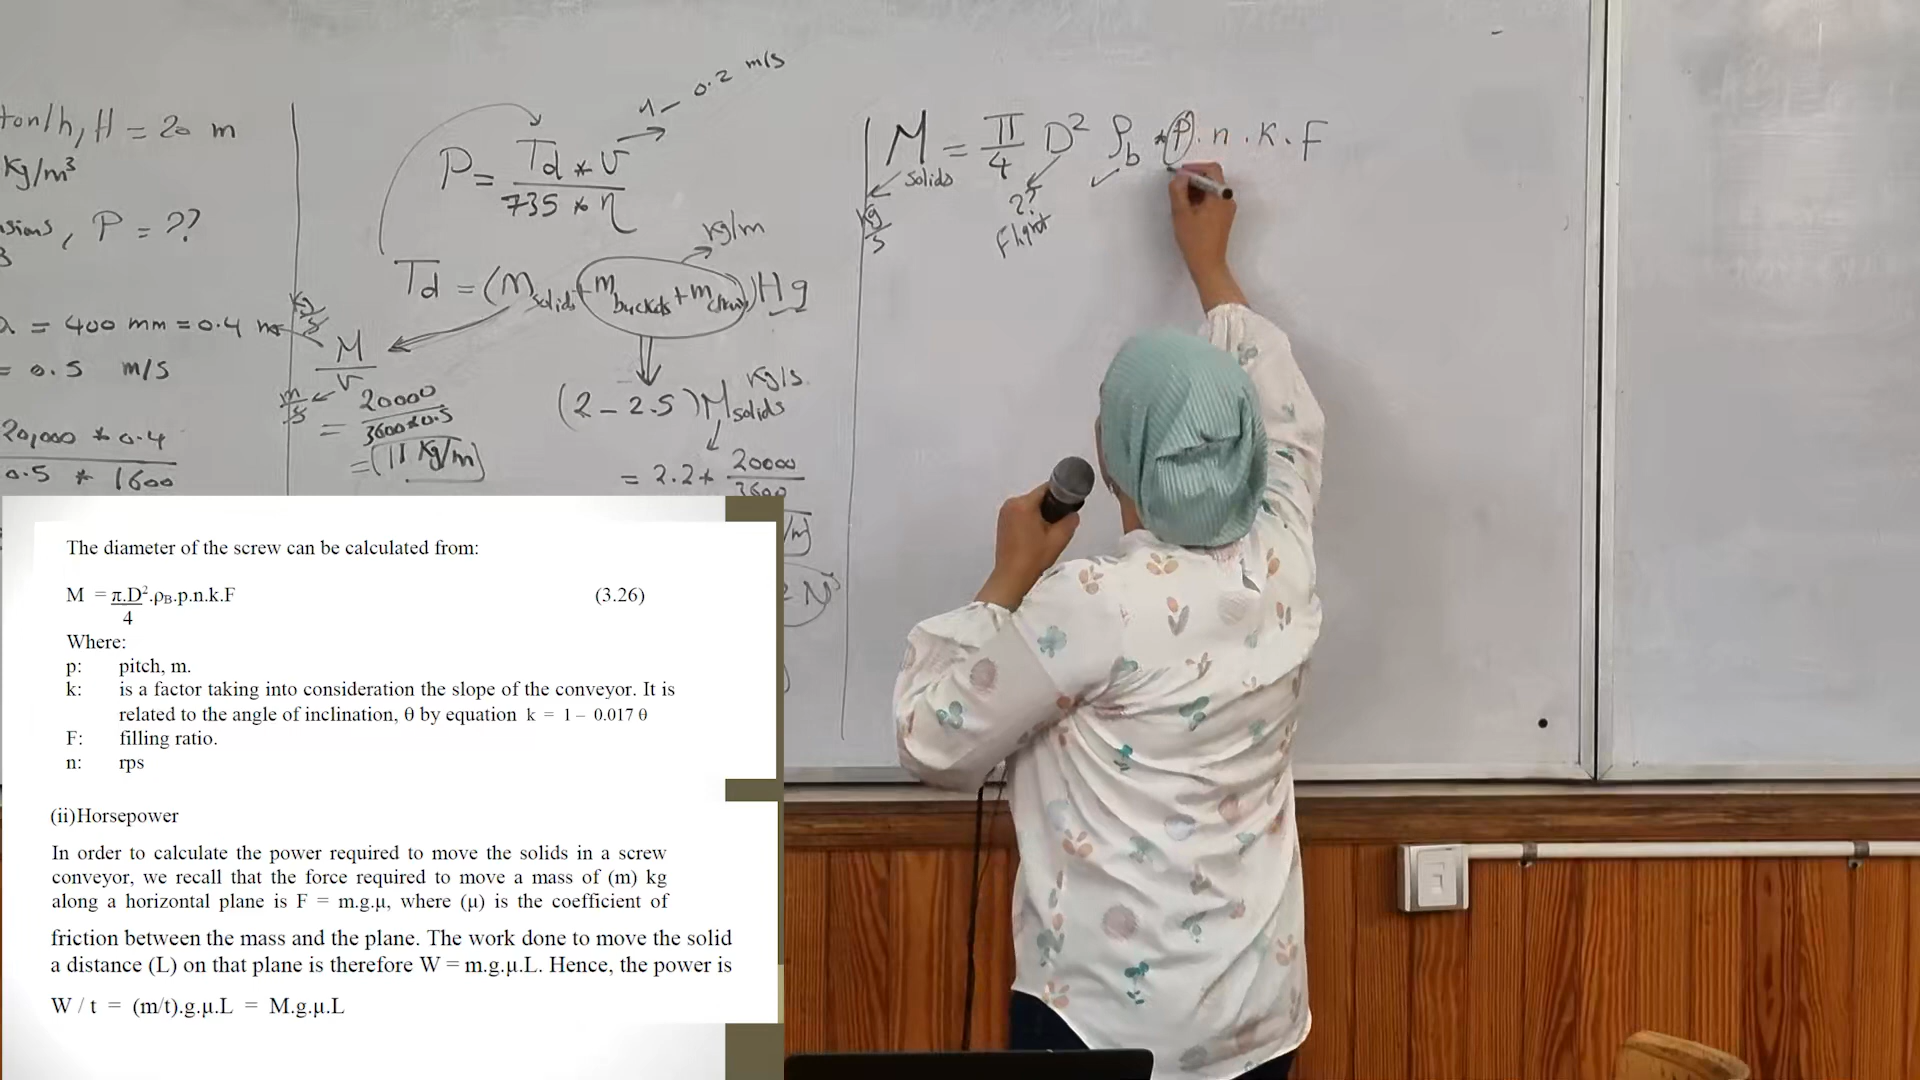 ton/h, H = 20 m
Kg/m³
P = ??
= 400 mm = 0.4 m
= 0.5 m/s
20,000 * 0.4
0.5 * 1600
P = Td * v
735 * η
1 - 0.2 m/s
Td = (M solids + m buckets + m chain) Hg
kg/m
kg/s
M
v
m/s
= 20000
3600*0.5
= (11 Kg/m)
(2 - 2.5) M solids
Kg/s
= 2.2 * 20000
3600
M = π/4 D² ρb * P . n . K . F
solids
kg/s
??
Flight
The diameter of the screw can be calculated from:
M = π.D².ρB.p.n.k.F (3.26)
4
Where:
p: pitch, m.
k: is a factor taking into consideration the slope of the conveyor. It is
related to the angle of inclination, θ by equation k = 1 – 0.017 θ
F: filling ratio.
n: rps
(ii)Horsepower
In order to calculate the power required to move the solids in a screw
conveyor, we recall that the force required to move a mass of (m) kg
along a horizontal plane is F = m.g.μ, where (μ) is the coefficient of
friction between the mass and the plane. The work done to move the solid
a distance (L) on that plane is therefore W = m.g.μ.L. Hence, the power is
W / t = (m/t).g.μ.L = M.g.μ.L